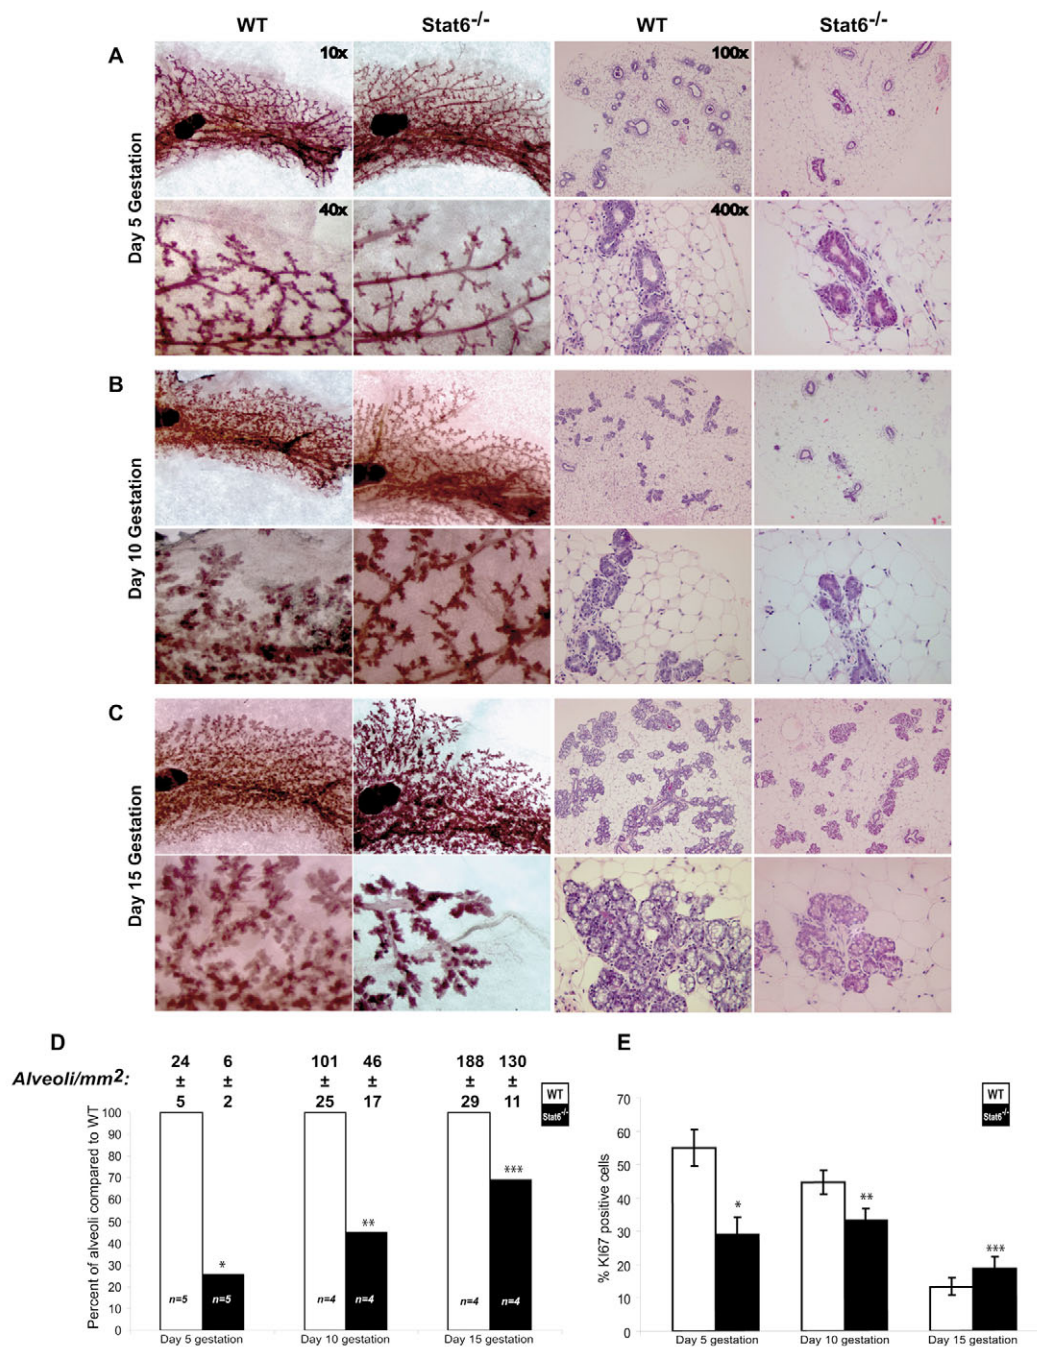 WT Stat6-/- WT Stat6-/-
A
10x 100x
40x 400x
Day 5 Gestation
B
Day 10 Gestation
C
Day 15 Gestation
D
Alveoli/mm2:
24 ± 5
6 ± 2
101 ± 25
46 ± 17
188 ± 29
130 ± 11
WT
Stat6-/-
Percent of alveoli compared to WT
100
90
80
70
60
50
40
30
20
10
0
* ** ***
n=5 n=5 n=4 n=4 n=4 n=4
Day 5 gestation Day 10 gestation Day 15 gestation
E
WT
Stat6-/-
% KI67 positive cells
70
60
50
40
30
20
10
0
* ** ***
Day 5 gestation Day 10 gestation Day 15 gestation